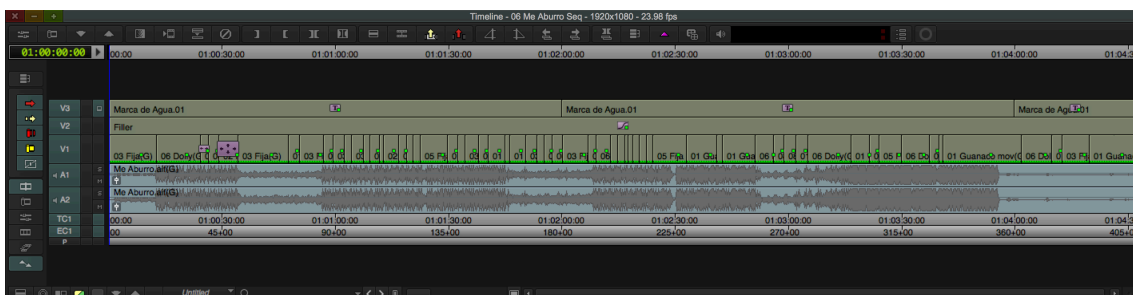 Timeline - 06 Me Aburro Seq - 1920x1080 - 23.98 fps
01:00:00:00
00:00 01:00:30:00 01:01:00:00 01:01:30:00 01:02:00:00 01:02:30:00 01:03:00:00 01:03:30:00 01:04:00:00
V3 Marca de Agua.01 Marca de Agua.01
V2 Filler
V1 03 Fija(G) 03 Fija(G) 01 Guanaco mov(
A1 Me Aburro.aif(G)
A2 Me Aburro.aif(G)
TC1 00:00 01:00:30:00 01:01:00:00 01:01:30:00 01:02:00:00 01:02:30:00 01:03:00:00 01:03:30:00 01:04:00:00
EC1 00 45+00 90+00 135+00 180+00 225+00 270+00 315+00 360+00
P
Untitled